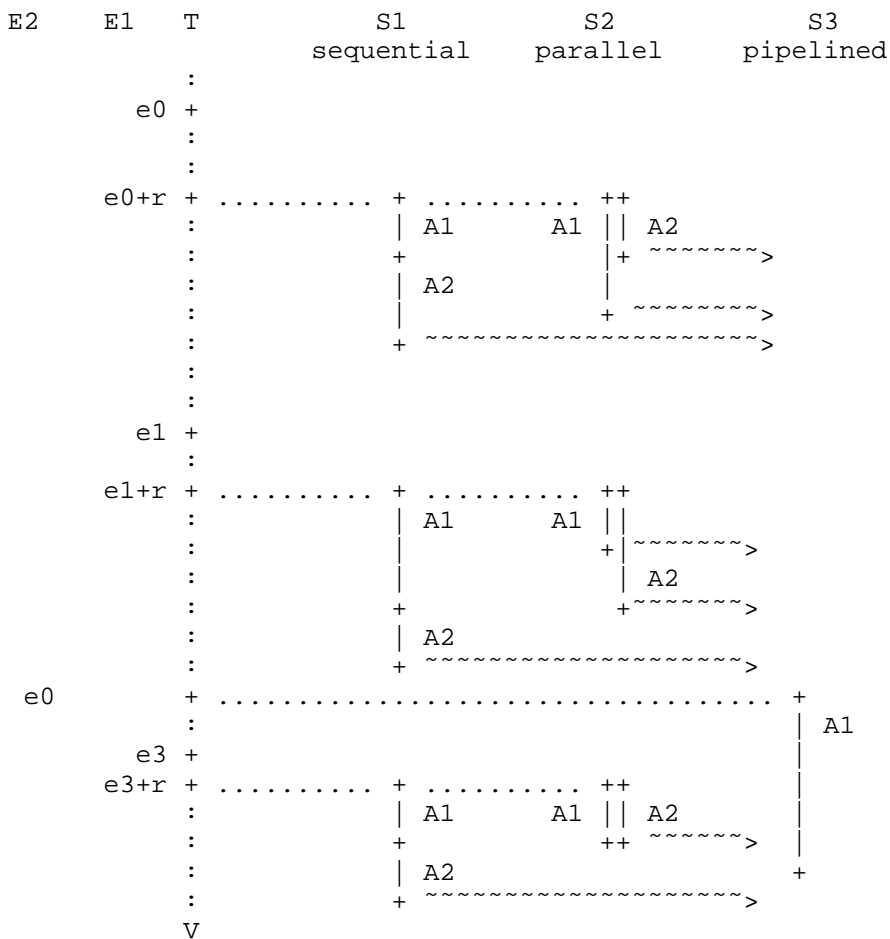 E2    E1   T            S1           S2            S3
                    sequential    parallel     pipelined
            :
         e0 +
            :
            :
       e0+r + .......... + .......... ++
            :            | A1      A1 || A2
            :            +            |+ ~~~~~~~>
            :            | A2         |
            :            |            + ~~~~~~~~>
            :            + ~~~~~~~~~~~~~~~~~~~~~>
            :
            :
         e1 +
            :
       e1+r + .......... + .......... ++
            :            | A1      A1 ||
            :            |            +|~~~~~~~>
            :            |             | A2
            :            +             +~~~~~~~>
            :            | A2
            :            + ~~~~~~~~~~~~~~~~~~~~>
 e0         + ................................... +
            :                                     | A1
         e3 +                                     |
       e3+r + .......... + .......... ++          |
            :            | A1      A1 || A2       |
            :            +            ++ ~~~~~~>  |
            :            | A2                     +
            :            + ~~~~~~~~~~~~~~~~~~~~>
            V